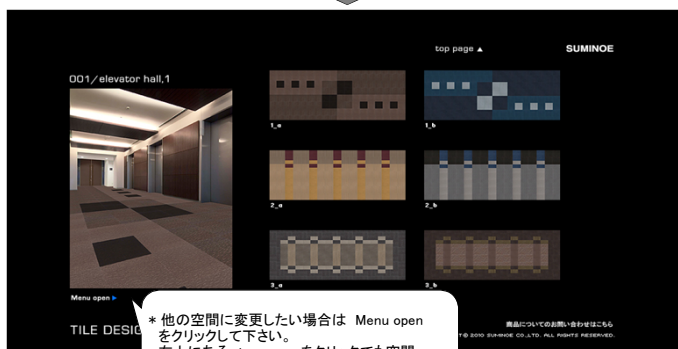 top page ▲
SUMINOE
001/elevator hall,1
1_a
1_b
2_a
2_b
3_a
3_b
Menu open ▶
TILE DESIG
* 他の空間に変更したい場合は Menu open
をクリックして下さい。
商品についてのお問い合わせはこちら
T © 2010 SUMINOE CO.,LTD. ALL RIGHTS RESERVED.